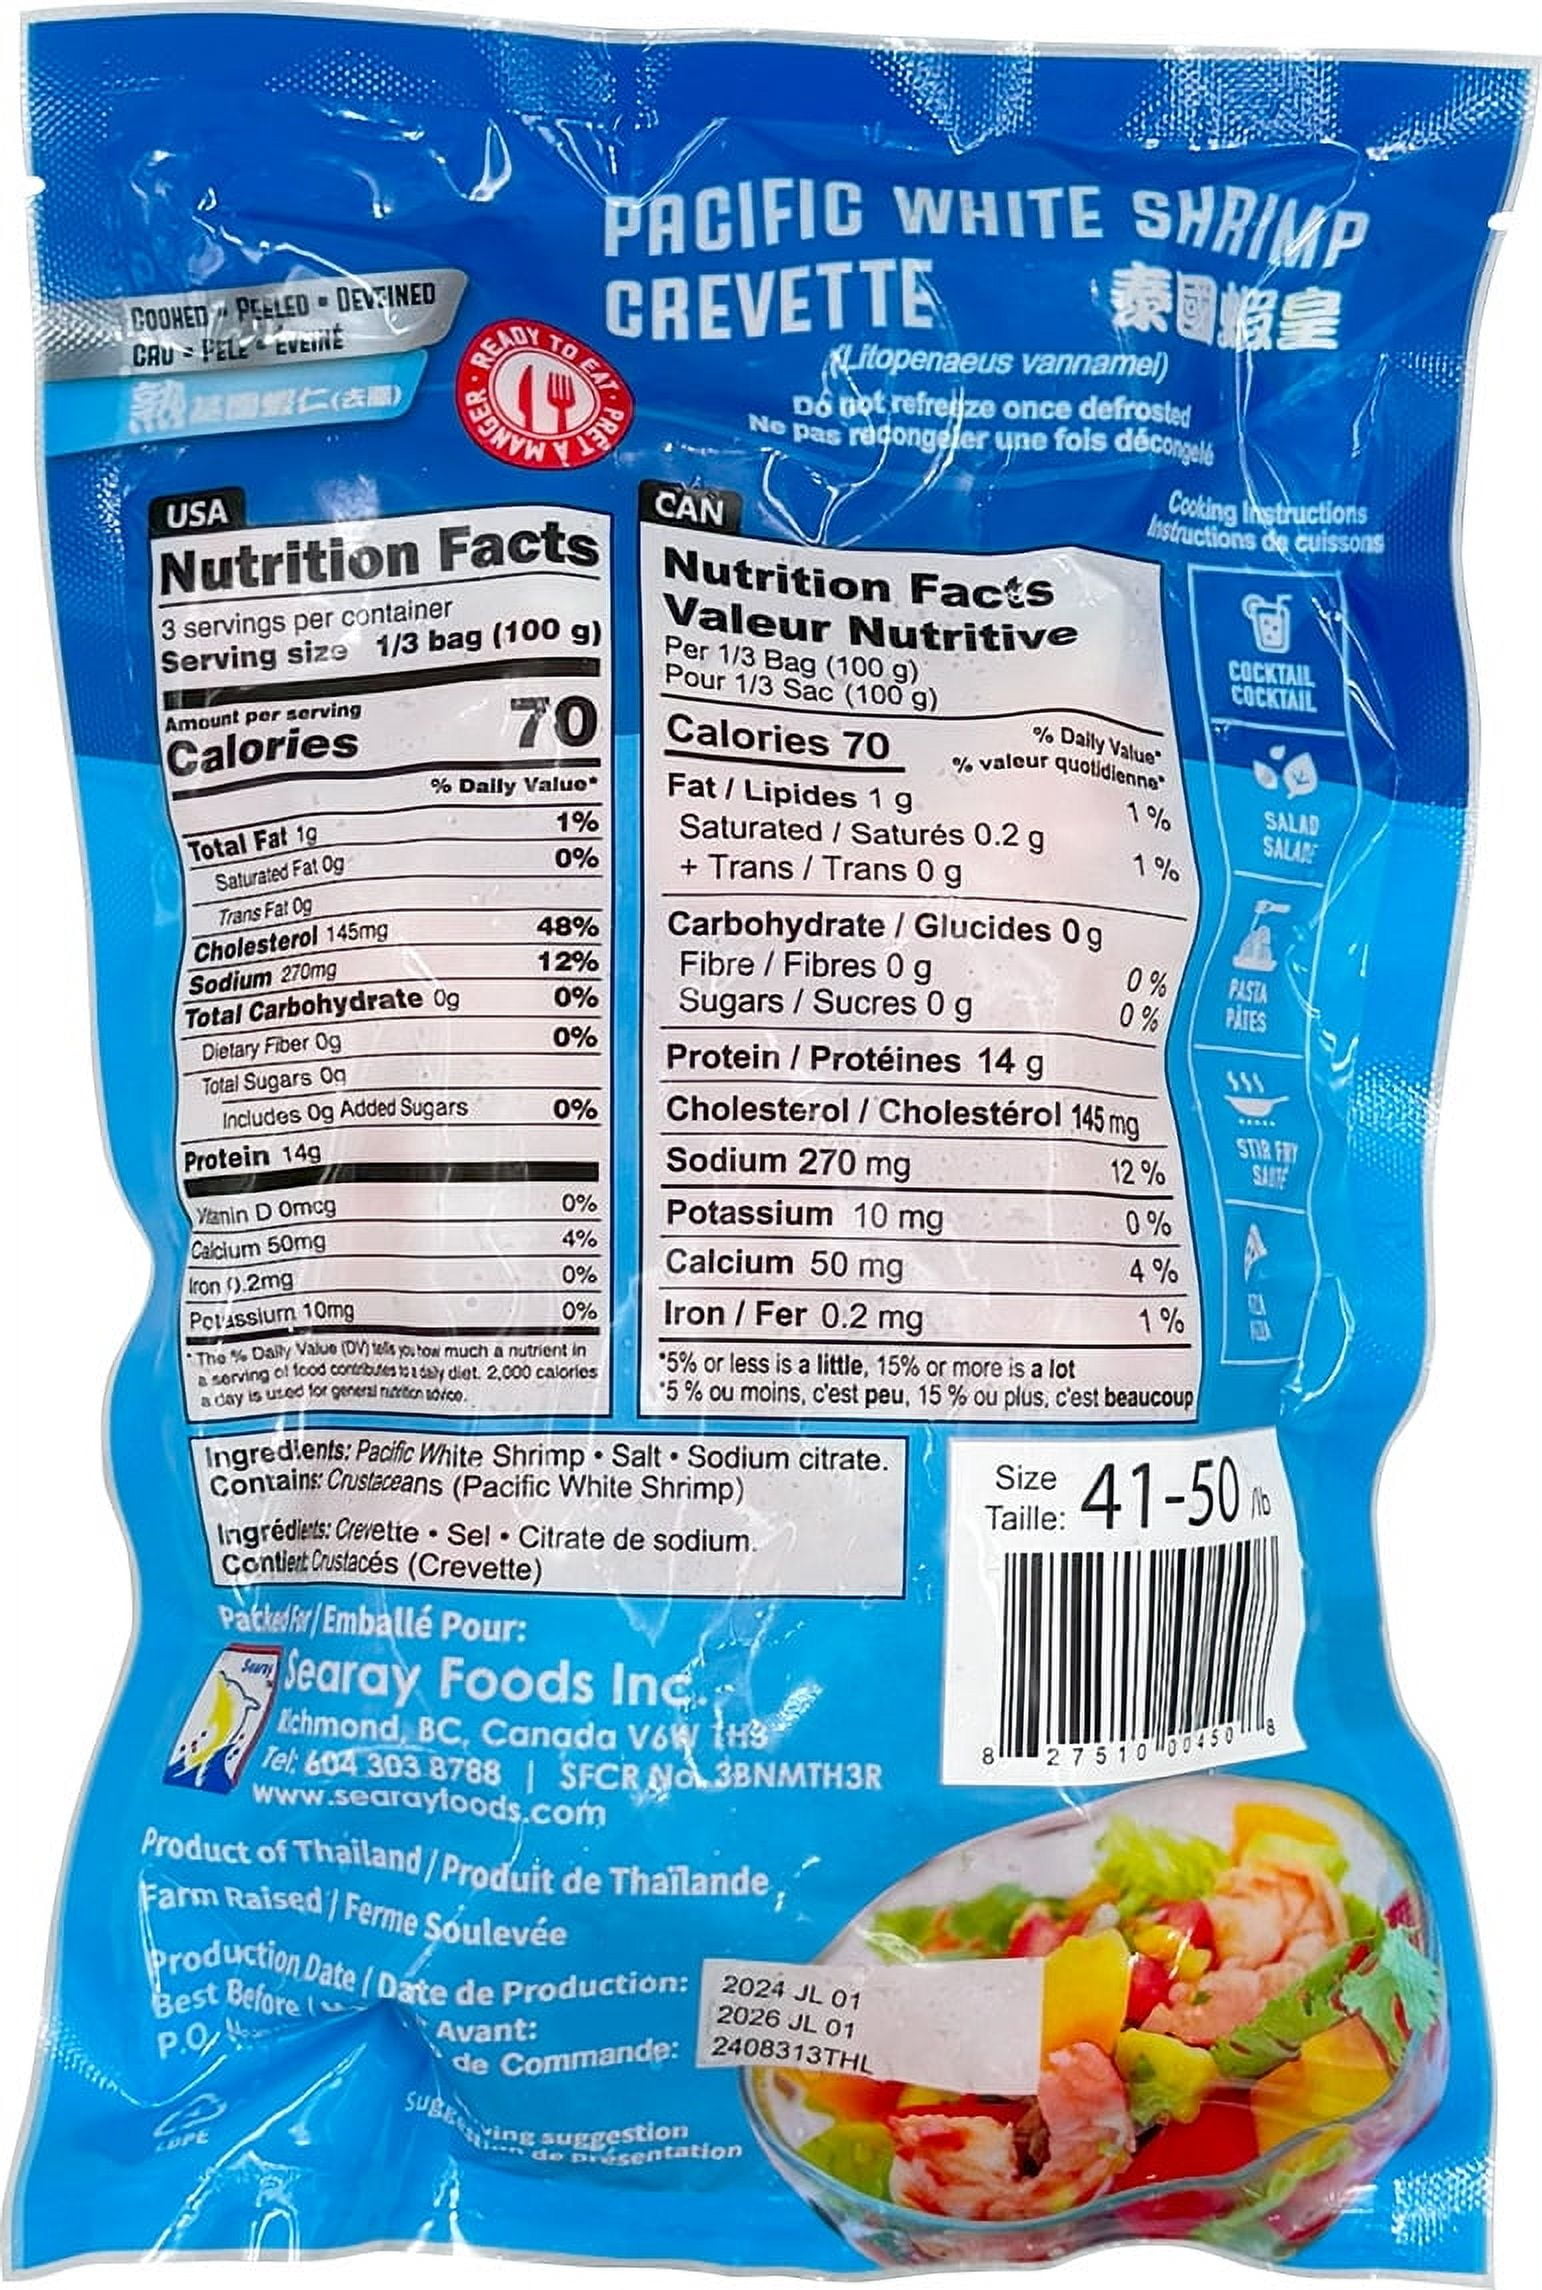 PACIFIC WHITE SHRIMP
CREVETTE
泰國蝦皇
(Litopenaeus vannamei)
Do not refreeze once defrosted
Ne pas recongeler une fois décongelé
COOKED • PEELED • DEVEINED
CRU • PELÉ • EVEINÉ
熟 蝦仁(去腸)
READY TO EAT • PRÊT À MANGER •
USA
Nutrition Facts
3 servings per container
Serving size 1/3 bag (100 g)
Amount per serving
Calories 70
% Daily Value*
Total Fat 1g 1%
Saturated Fat 0g 0%
Trans Fat 0g
Cholesterol 145mg 48%
Sodium 270mg 12%
Total Carbohydrate 0g 0%
Dietary Fiber 0g 0%
Total Sugars 0g
Includes 0g Added Sugars 0%
Protein 14g
Vitamin D 0mcg 0%
Calcium 50mg 4%
Iron 0.2mg 0%
Potassium 10mg 0%
*The % Daily Value (DV) tells you how much a nutrient in
a serving of food contributes to a daily diet. 2,000 calories
a day is used for general nutrition advice.
CAN
Nutrition Facts
Valeur Nutritive
Per 1/3 Bag (100 g)
Pour 1/3 Sac (100 g)
Calories 70
% Daily Value*
% valeur quotidienne*
Fat / Lipides 1 g 1 %
Saturated / Saturés 0.2 g
+ Trans / Trans 0 g 1 %
Carbohydrate / Glucides 0 g
Fibre / Fibres 0 g 0 %
Sugars / Sucres 0 g 0 %
Protein / Protéines 14 g
Cholesterol / Cholestérol 145 mg
Sodium 270 mg 12 %
Potassium 10 mg 0 %
Calcium 50 mg 4 %
Iron / Fer 0.2 mg 1 %
*5% or less is a little, 15% or more is a lot
*5 % ou moins, c'est peu, 15 % ou plus, c'est beaucoup
Cooking Instructions
Instructions de cuissons
COCKTAIL
COCKTAIL
SALAD
SALADE
PASTA
PÂTES
STIR FRY
SAUTÉ
Ingredients: Pacific White Shrimp • Salt • Sodium citrate.
Contains: Crustaceans (Pacific White Shrimp)
Ingrédients: Crevette • Sel • Citrate de sodium.
Contient: Crustacés (Crevette)
Size
Taille: 41-50 /lb
8 27510 00450 8
Packed For/Emballé Pour:
Searay
Searay Foods Inc.
Richmond, BC, Canada V6W 1H3
Tel: 604 303 8788 | SFCR No. 3BNMTH3R
www.searayfoods.com
Product of Thailand / Produit de Thaïlande
Farm Raised / Ferme Soulevée
Production Date / Date de Production: 2024 JL 01
Best Before / Avant: 2026 JL 01
P.O. de Commande: 2408313THL
LDPE
suggestion
de présentation